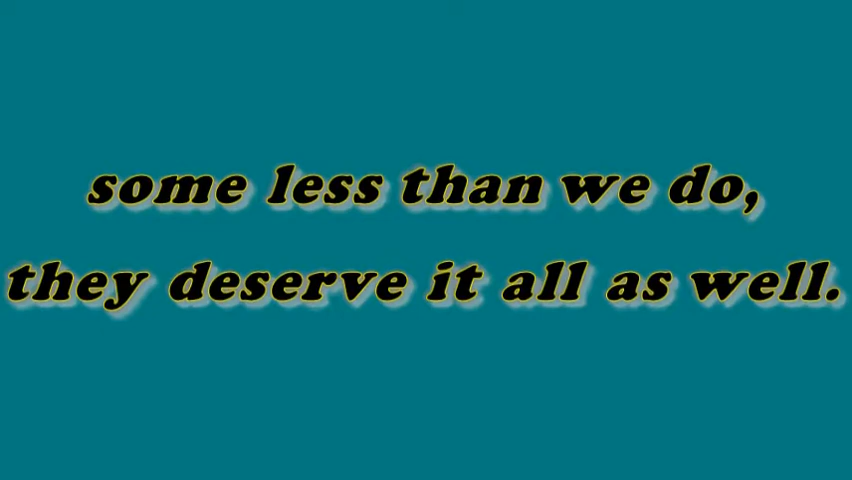 some less than we do,
they deserve it all as well.